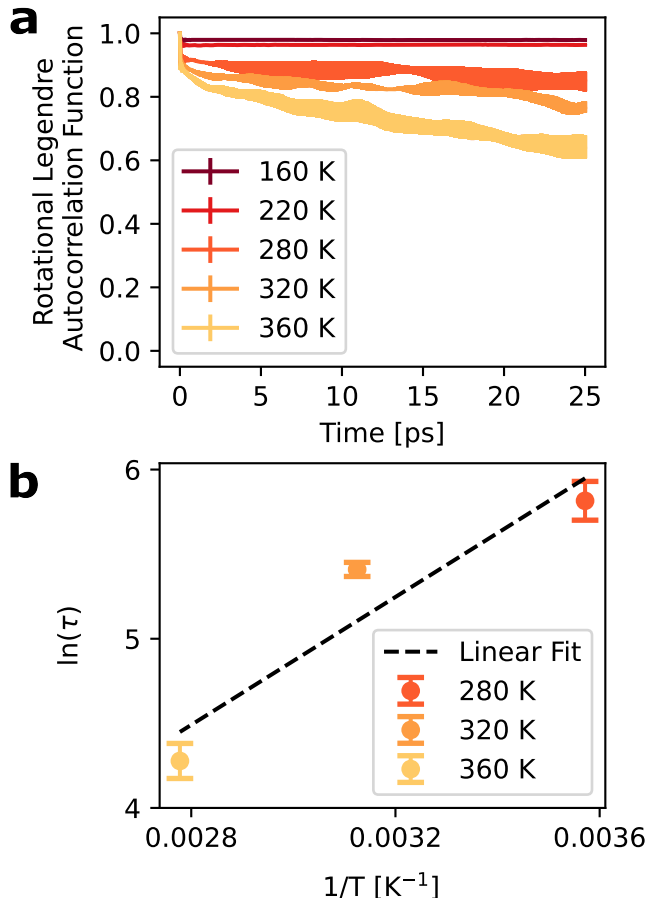 a
Rotational Legendre
Autocorrelation Function
1.0
0.8
0.6
0.4
0.2
0.0
160 K
220 K
280 K
320 K
360 K
0 5 10 15 20 25
Time [ps]
b
ln(τ)
6
5
4
Linear Fit
280 K
320 K
360 K
0.0028 0.0032 0.0036
1/T [K⁻¹]